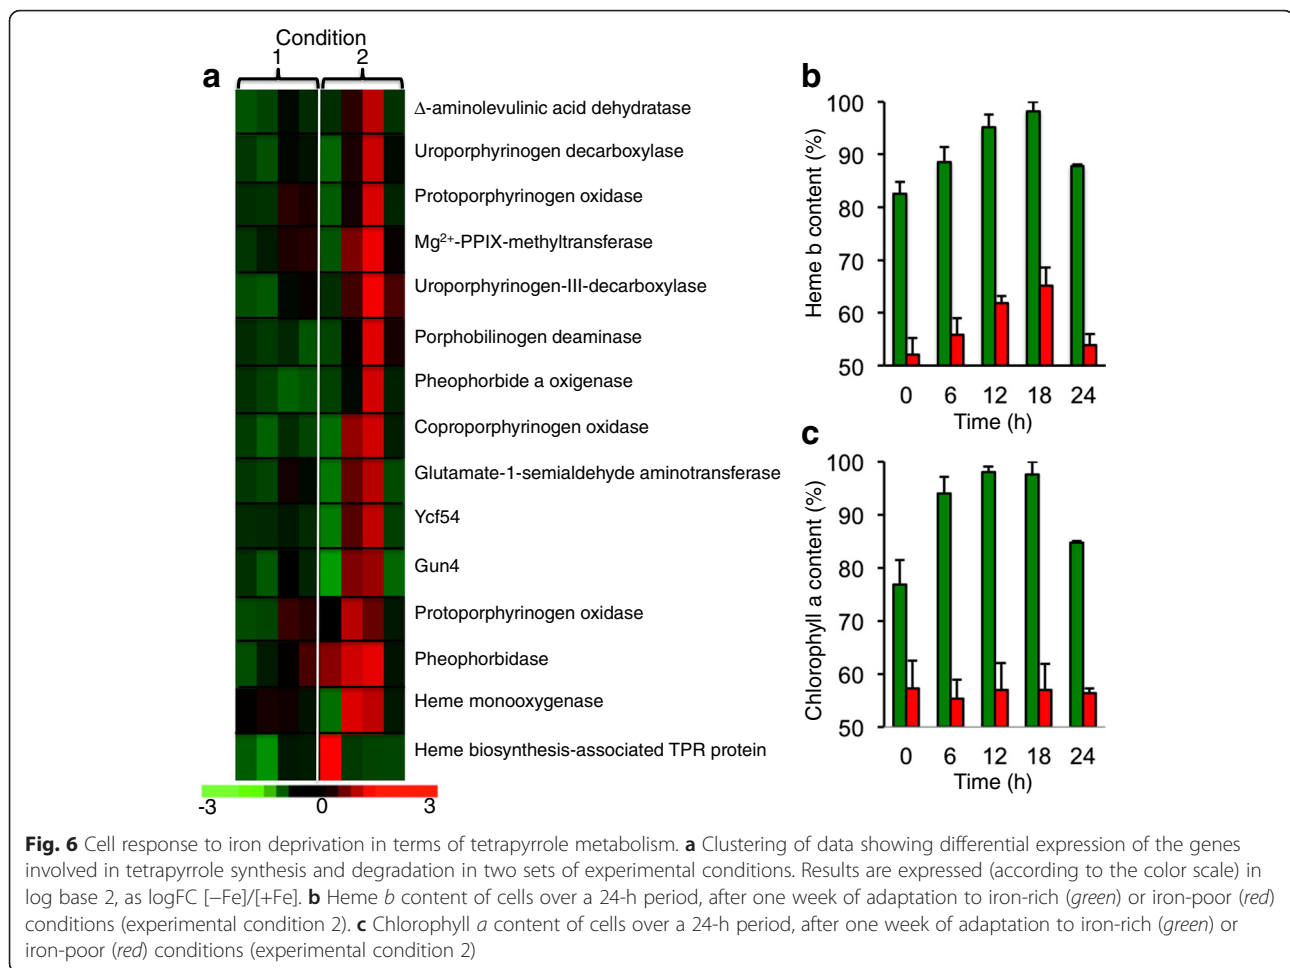 Condition
1 2
a
Δ-aminolevulinic acid dehydratase
Uroporphyrinogen decarboxylase
Protoporphyrinogen oxidase
Mg2+-PPIX-methyltransferase
Uroporphyrinogen-III-decarboxylase
Porphobilinogen deaminase
Pheophorbide a oxigenase
Coproporphyrinogen oxidase
Glutamate-1-semialdehyde aminotransferase
Ycf54
Gun4
Protoporphyrinogen oxidase
Pheophorbidase
Heme monooxygenase
Heme biosynthesis-associated TPR protein
-3 0 3
b
Heme b content (%)
100
90
80
70
60
50
0 6 12 18 24
Time (h)
c
Chlorophyll a content (%)
100
90
80
70
60
50
0 6 12 18 24
Time (h)
Fig. 6 Cell response to iron deprivation in terms of tetrapyrrole metabolism. a Clustering of data showing differential expression of the genes
involved in tetrapyrrole synthesis and degradation in two sets of experimental conditions. Results are expressed (according to the color scale) in
log base 2, as logFC [−Fe]/[+Fe]. b Heme b content of cells over a 24-h period, after one week of adaptation to iron-rich (green) or iron-poor (red)
conditions (experimental condition 2). c Chlorophyll a content of cells over a 24-h period, after one week of adaptation to iron-rich (green) or
iron-poor (red) conditions (experimental condition 2)